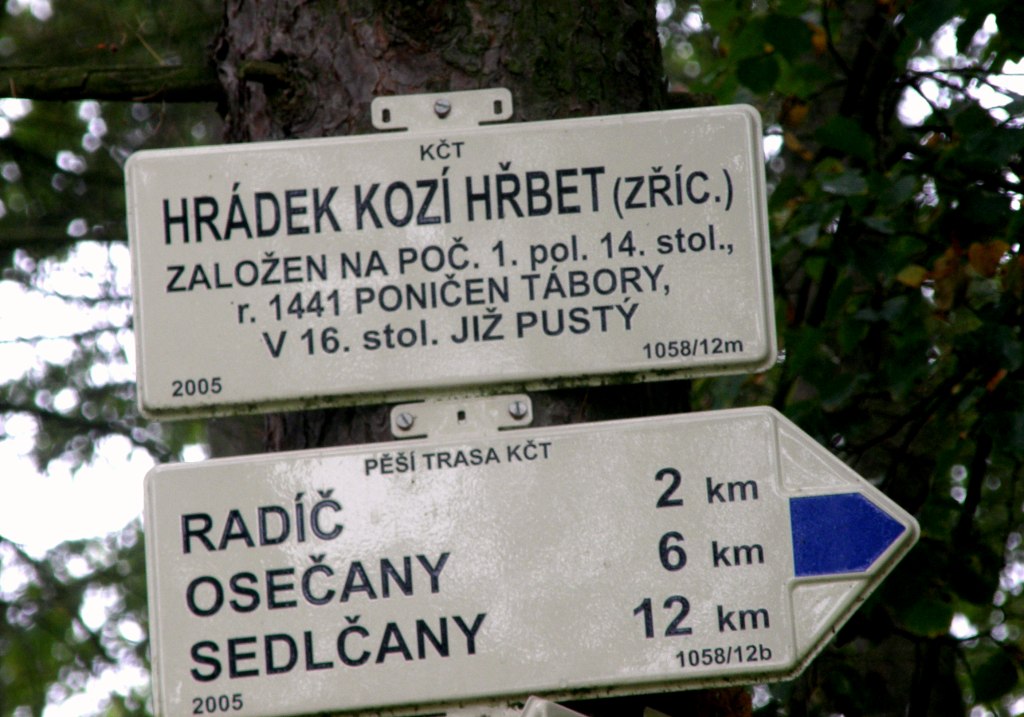 KČT
HRÁDEK KOZÍ HŘBET (ZŘÍC.)
ZALOŽEN NA POČ. 1. pol. 14. stol.,
r. 1441 PONIČEN TÁBORY,
V 16. stol. JIŽ PUSTÝ
2005 1058/12m
PĚŠÍ TRASA KČT
RADÍČ 2 km
OSEČANY 6 km
SEDLČANY 12 km
2005 1058/12b